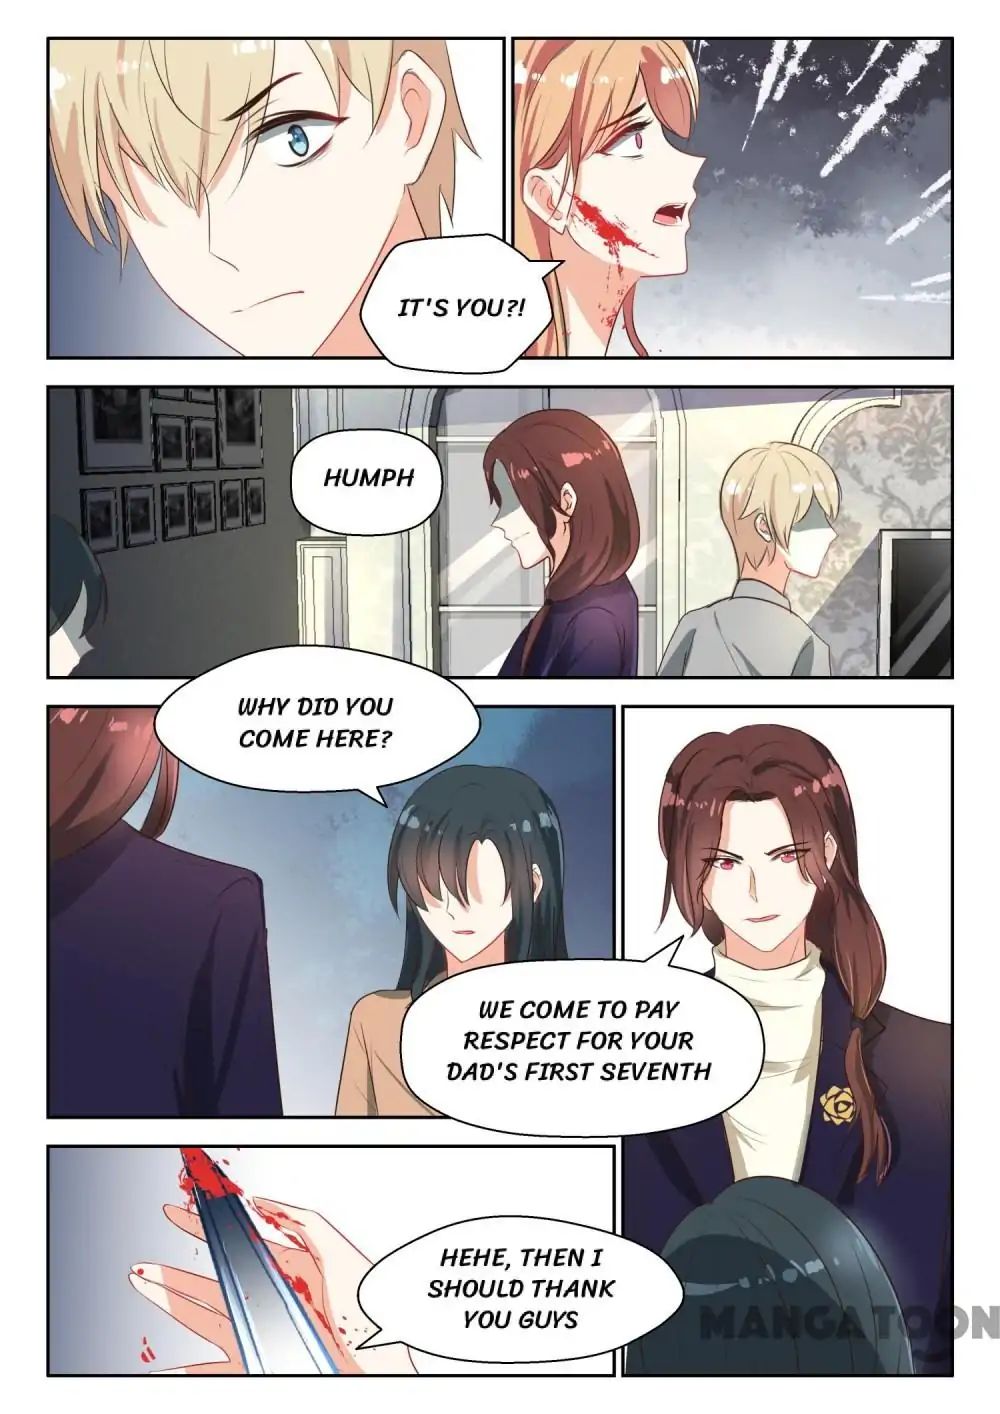 IT'S YOU?!
HUMPH
WHY DID YOU
COME HERE?
WE COME TO PAY
RESPECT FOR YOUR
DAD'S FIRST SEVENTH
HEHE, THEN I
SHOULD THANK
YOU GUYS
MANGATOON